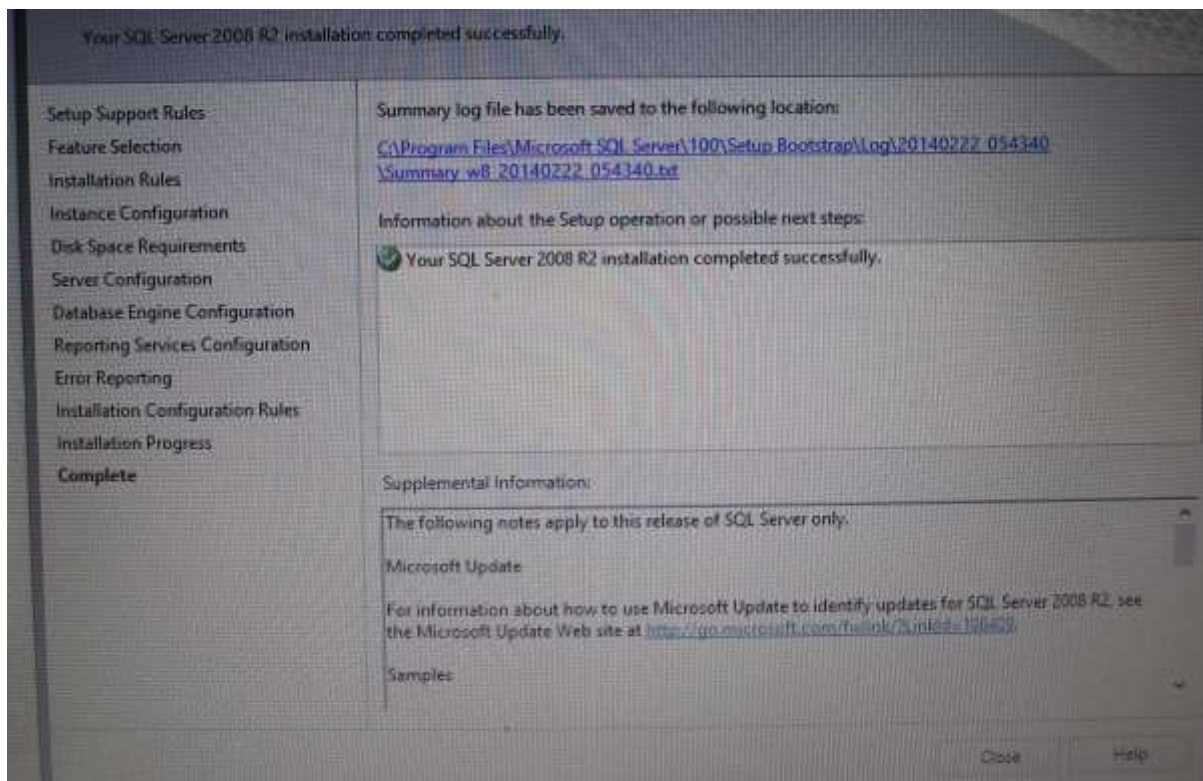 Your SQL Server 2008 R2 installation completed successfully.
Setup Support Rules
Feature Selection
Installation Rules
Instance Configuration
Disk Space Requirements
Server Configuration
Database Engine Configuration
Reporting Services Configuration
Error Reporting
Installation Configuration Rules
Installation Progress
Complete
Summary log file has been saved to the following location:
C:\Program Files\Microsoft SQL Server\100\Setup Bootstrap\Log\20140222_054340
\Summary_w8_20140222_054340.txt
Information about the Setup operation or possible next steps:
Your SQL Server 2008 R2 installation completed successfully.
Supplemental Information:
The following notes apply to this release of SQL Server only.
Microsoft Update
For information about how to use Microsoft Update to identify updates for SQL Server 2008 R2, see
the Microsoft Update Web site at
Samples
Close
Help